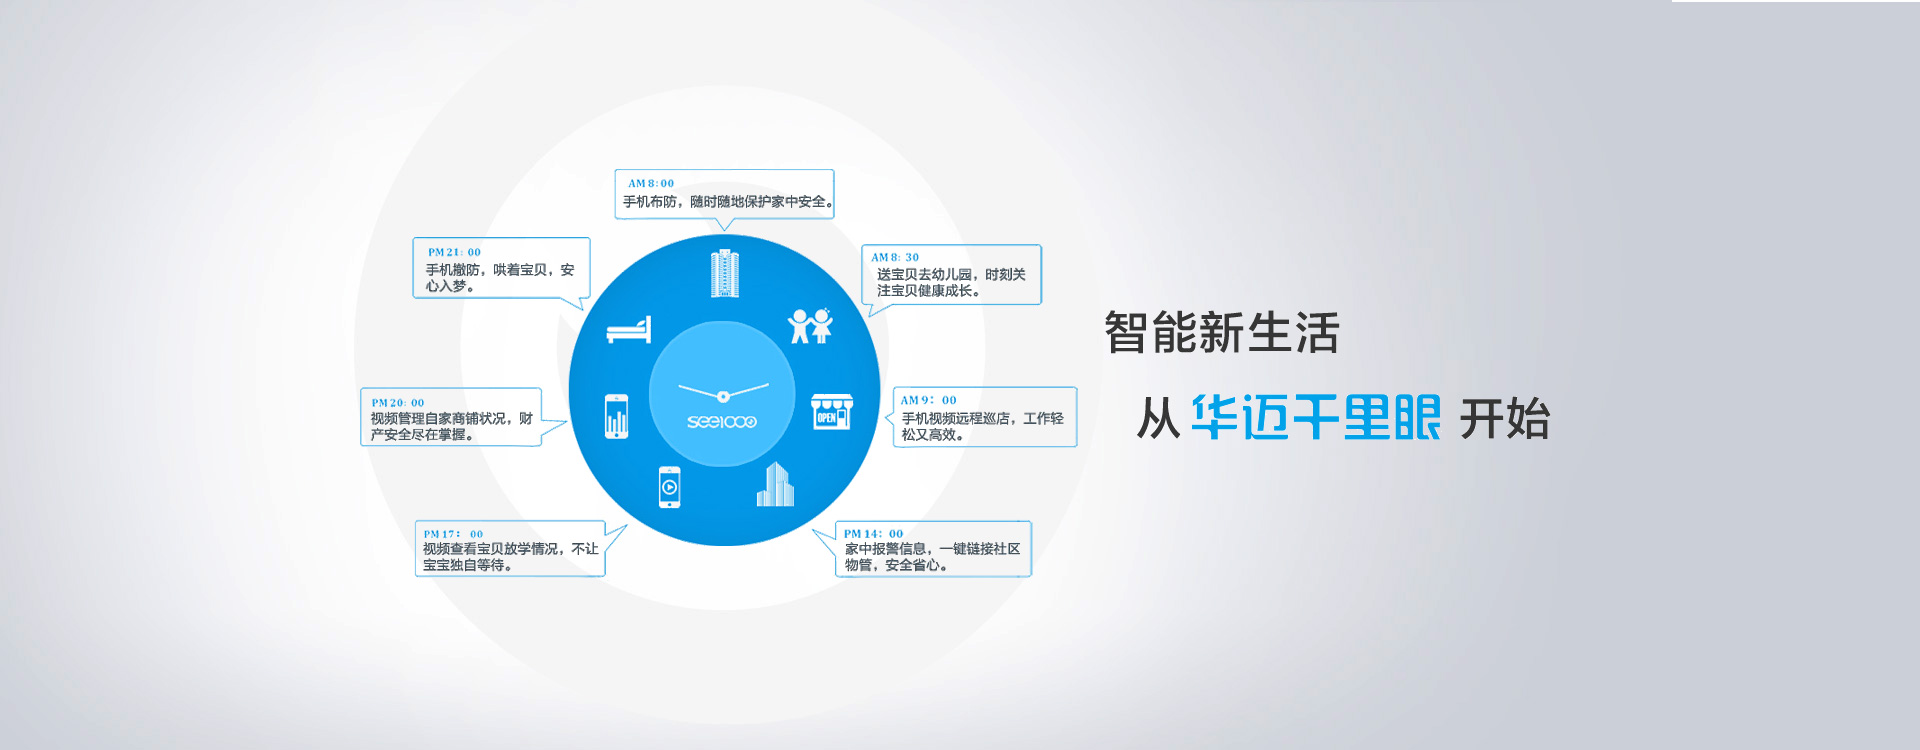 AM 8:00
手机布防，随时随地保护家中安全。
AM 8: 30
送宝贝去幼儿园，时刻关
注宝贝健康成长。
AM 9: 00
手机视频远程巡店，工作轻
松又高效。
PM 14: 00
家中报警信息，一键链接社区
物管，安全省心。
PM 17: 00
视频查看宝贝放学情况，不让
宝宝独自等待。
PM 20: 00
视频管理自家商铺状况，财
产安全尽在掌握。
PM 21: 00
手机撤防，哄着宝贝，安
心入梦。
OPEN
see1000
智能新生活
从 华迈千里眼 开始